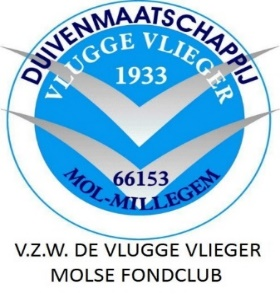 DUIVENMAATSCHAPPIJ
VLUGGE VLIEGER
1933
66153
MOL-MILLEGEM
V.Z.W. DE VLUGGE VLIEGER
MOLSE FONDCLUB